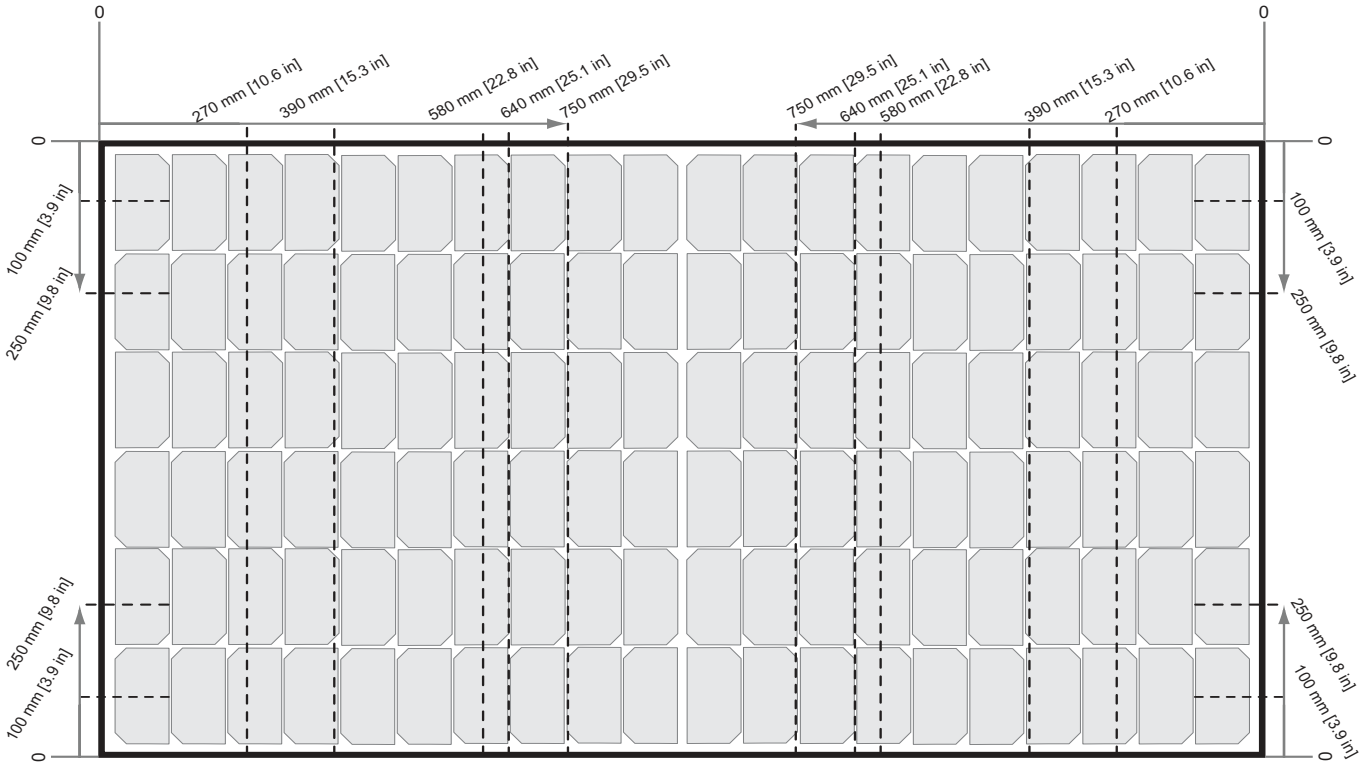 0
0
270 mm [10.6 in]
390 mm [15.3 in]
580 mm [22.8 in]
640 mm [25.1 in]
750 mm [29.5 in]
750 mm [29.5 in]
640 mm [25.1 in]
580 mm [22.8 in]
390 mm [15.3 in]
270 mm [10.6 in]
0
0
100 mm [3.9 in]
100 mm [3.9 in]
250 mm [9.8 in]
250 mm [9.8 in]
250 mm [9.8 in]
250 mm [9.8 in]
100 mm [3.9 in]
100 mm [3.9 in]
0
0